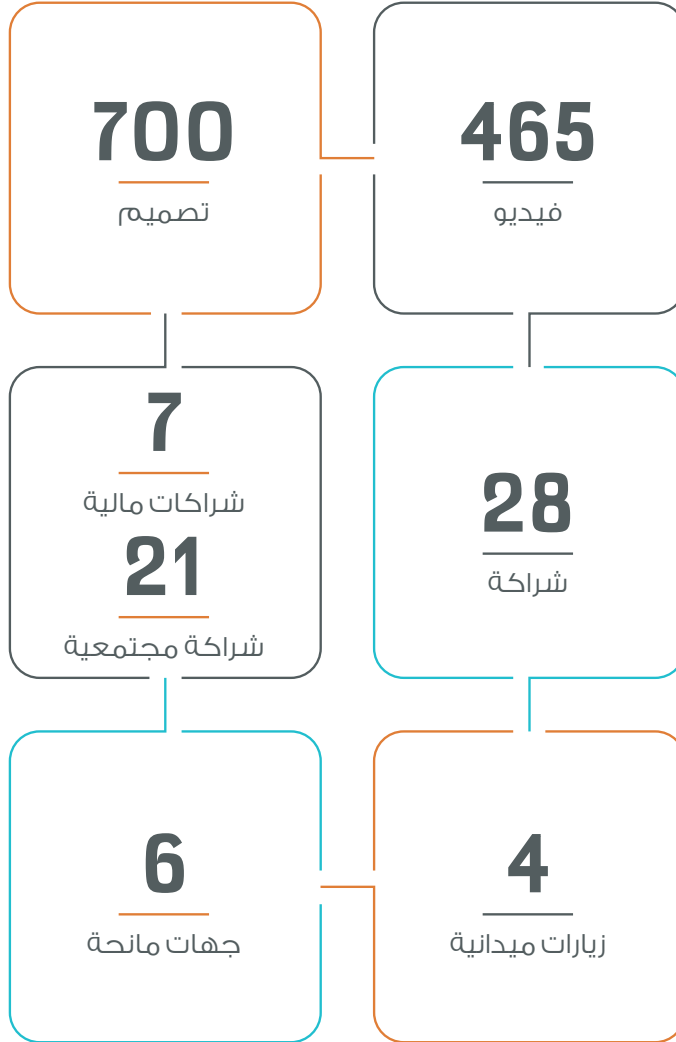 465
فيديو
700
تصميم
28
شراكة
7
شراكات مالية
21
شراكة مجتمعية
4
زيارات ميدانية
6
جهات مانحة